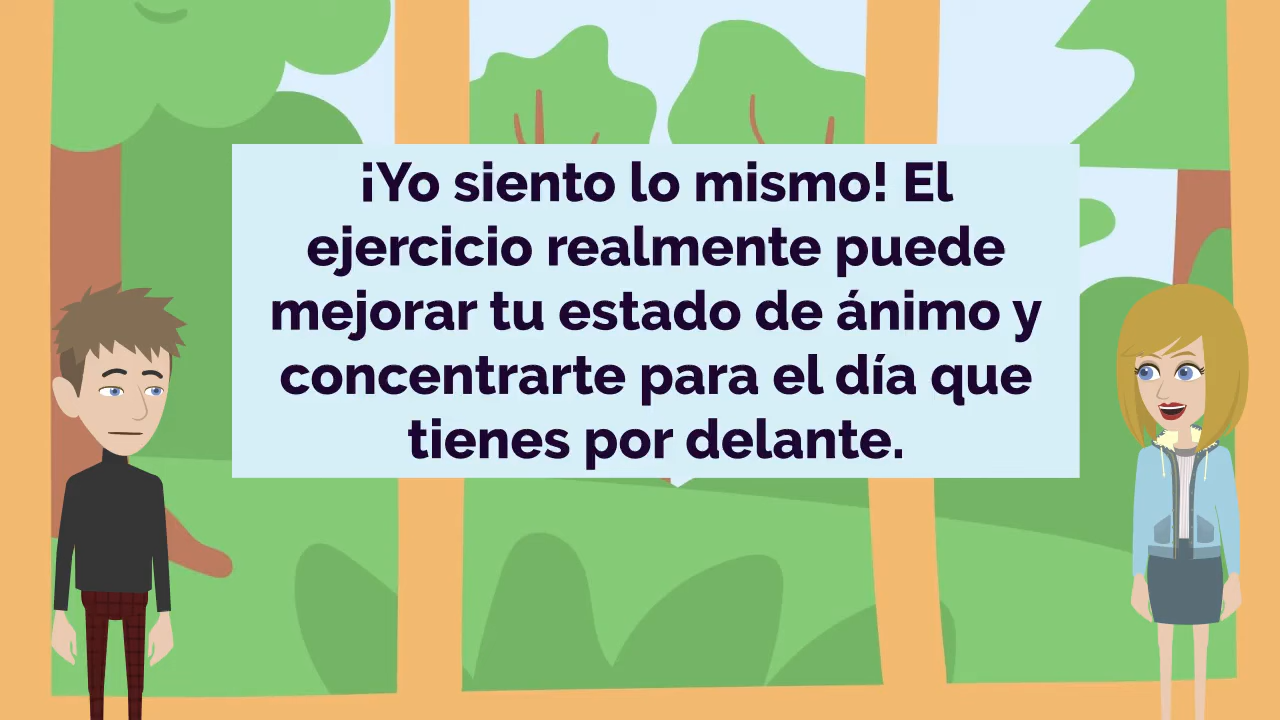 ¡Yo siento lo mismo! El
ejercicio realmente puede
mejorar tu estado de ánimo y
concentrarte para el día que
tienes por delante.